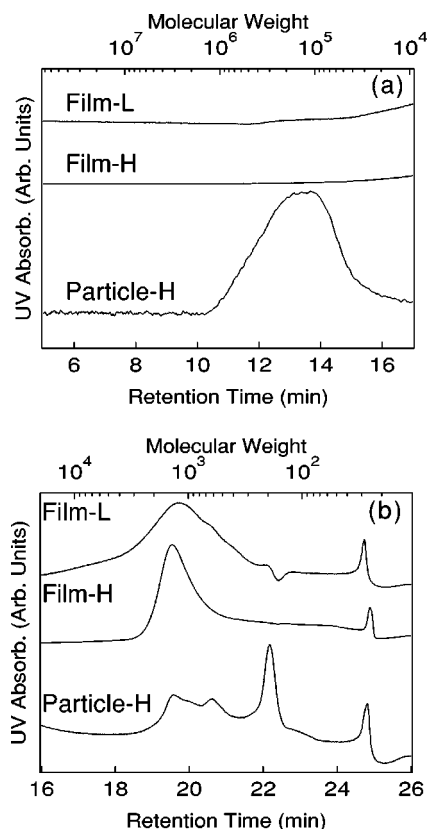 Molecular Weight
10⁷ 10⁶ 10⁵ 10⁴
(a)
Film-L
Film-H
Particle-H
UV Absorb. (Arb. Units)
6 8 10 12 14 16
Retention Time (min)
Molecular Weight
10⁴ 10³ 10²
(b)
Film-L
Film-H
Particle-H
UV Absorb. (Arb. Units)
16 18 20 22 24 26
Retention Time (min)